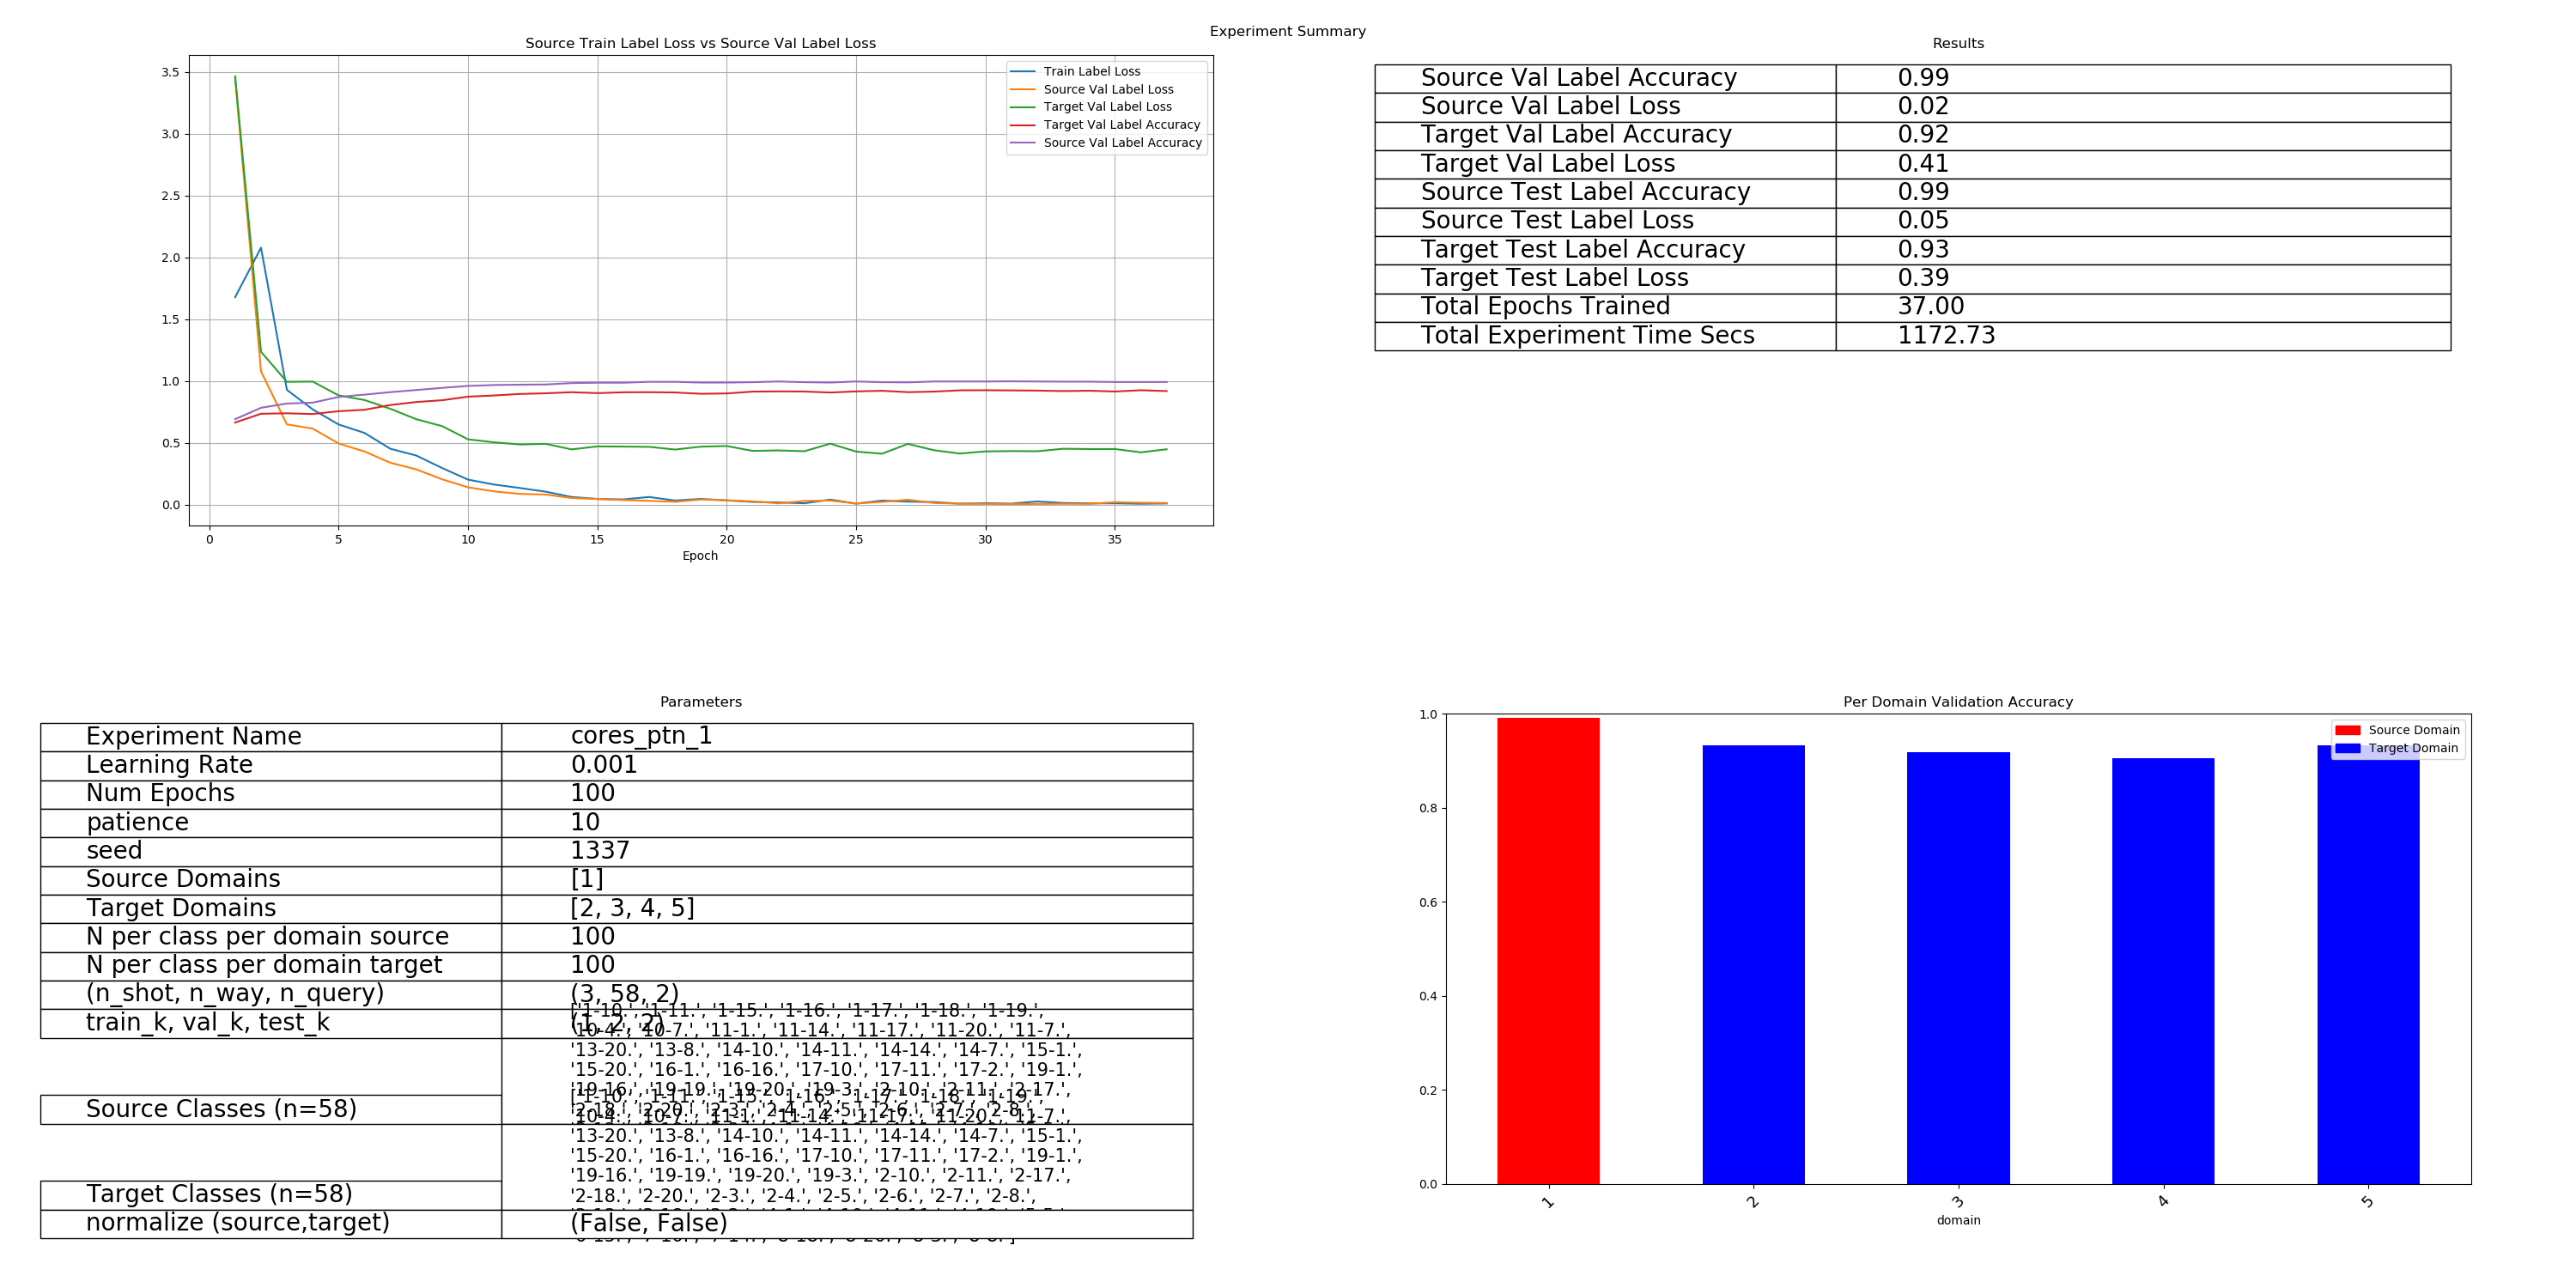 Experiment Summary
Source Train Label Loss vs Source Val Label Loss
3.5
3.0
2.5
2.0
1.5
1.0
0.5
0.0
0 5 10 15 20 25 30 35
Epoch
Train Label Loss
Source Val Label Loss
Target Val Label Loss
Target Val Label Accuracy
Source Val Label Accuracy
Results
Source Val Label Accuracy 0.99
Source Val Label Loss 0.02
Target Val Label Accuracy 0.92
Target Val Label Loss 0.41
Source Test Label Accuracy 0.99
Source Test Label Loss 0.05
Target Test Label Accuracy 0.93
Target Test Label Loss 0.39
Total Epochs Trained 37.00
Total Experiment Time Secs 1172.73
Parameters
Experiment Name cores_ptn_1
Learning Rate 0.001
Num Epochs 100
patience 10
seed 1337
Source Domains [1]
Target Domains [2, 3, 4, 5]
N per class per domain source 100
N per class per domain target 100
(n_shot, n_way, n_query) (3, 58, 2)
train_k, val_k, test_k (1, 2, 2)
['1-10.', '1-11.', '1-15.', '1-16.', '1-17.', '1-18.', '1-19.',
'10-4.', '10-7.', '11-1.', '11-14.', '11-17.', '11-20.', '11-7.',
'13-20.', '13-8.', '14-10.', '14-11.', '14-14.', '14-7.', '15-1.',
'15-20.', '16-1.', '16-16.', '17-10.', '17-11.', '17-2.', '19-1.',
'19-16.', '19-19.', '19-20.', '19-3.', '2-10.', '2-11.', '2-17.',
Source Classes (n=58)
'2-18.', '2-20.', '2-3.', '2-4.', '2-5.', '2-6.', '2-7.', '2-8.',
['1-10.', '1-11.', '1-15.', '1-16.', '1-17.', '1-18.', '1-19.',
'10-4.', '10-7.', '11-1.', '11-14.', '11-17.', '11-20.', '11-7.',
'13-20.', '13-8.', '14-10.', '14-11.', '14-14.', '14-7.', '15-1.',
'15-20.', '16-1.', '16-16.', '17-10.', '17-11.', '17-2.', '19-1.',
'19-16.', '19-19.', '19-20.', '19-3.', '2-10.', '2-11.', '2-17.',
Target Classes (n=58)
'2-18.', '2-20.', '2-3.', '2-4.', '2-5.', '2-6.', '2-7.', '2-8.',
normalize (source,target) (False, False)
Per Domain Validation Accuracy
1.0
0.8
0.6
0.4
0.2
0.0
1 2 3 4 5
domain
Source Domain
Target Domain